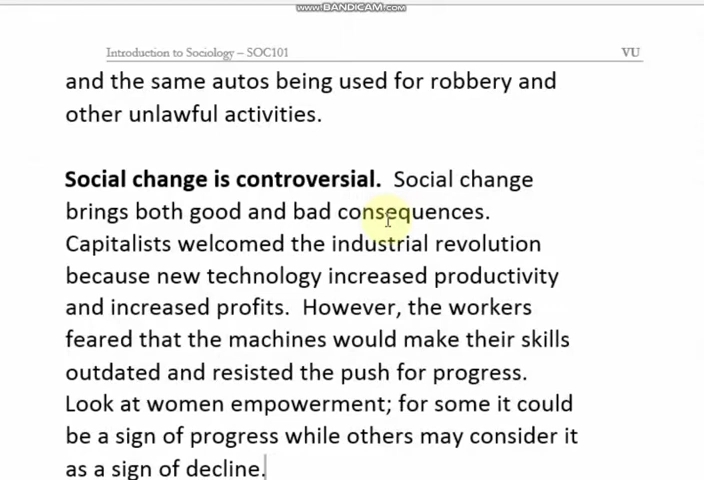 www.BANDICAM.com
Introduction to Sociology – SOC101 VU
and the same autos being used for robbery and
other unlawful activities.
Social change is controversial. Social change
brings both good and bad consequences.
Capitalists welcomed the industrial revolution
because new technology increased productivity
and increased profits. However, the workers
feared that the machines would make their skills
outdated and resisted the push for progress.
Look at women empowerment; for some it could
be a sign of progress while others may consider it
as a sign of decline.